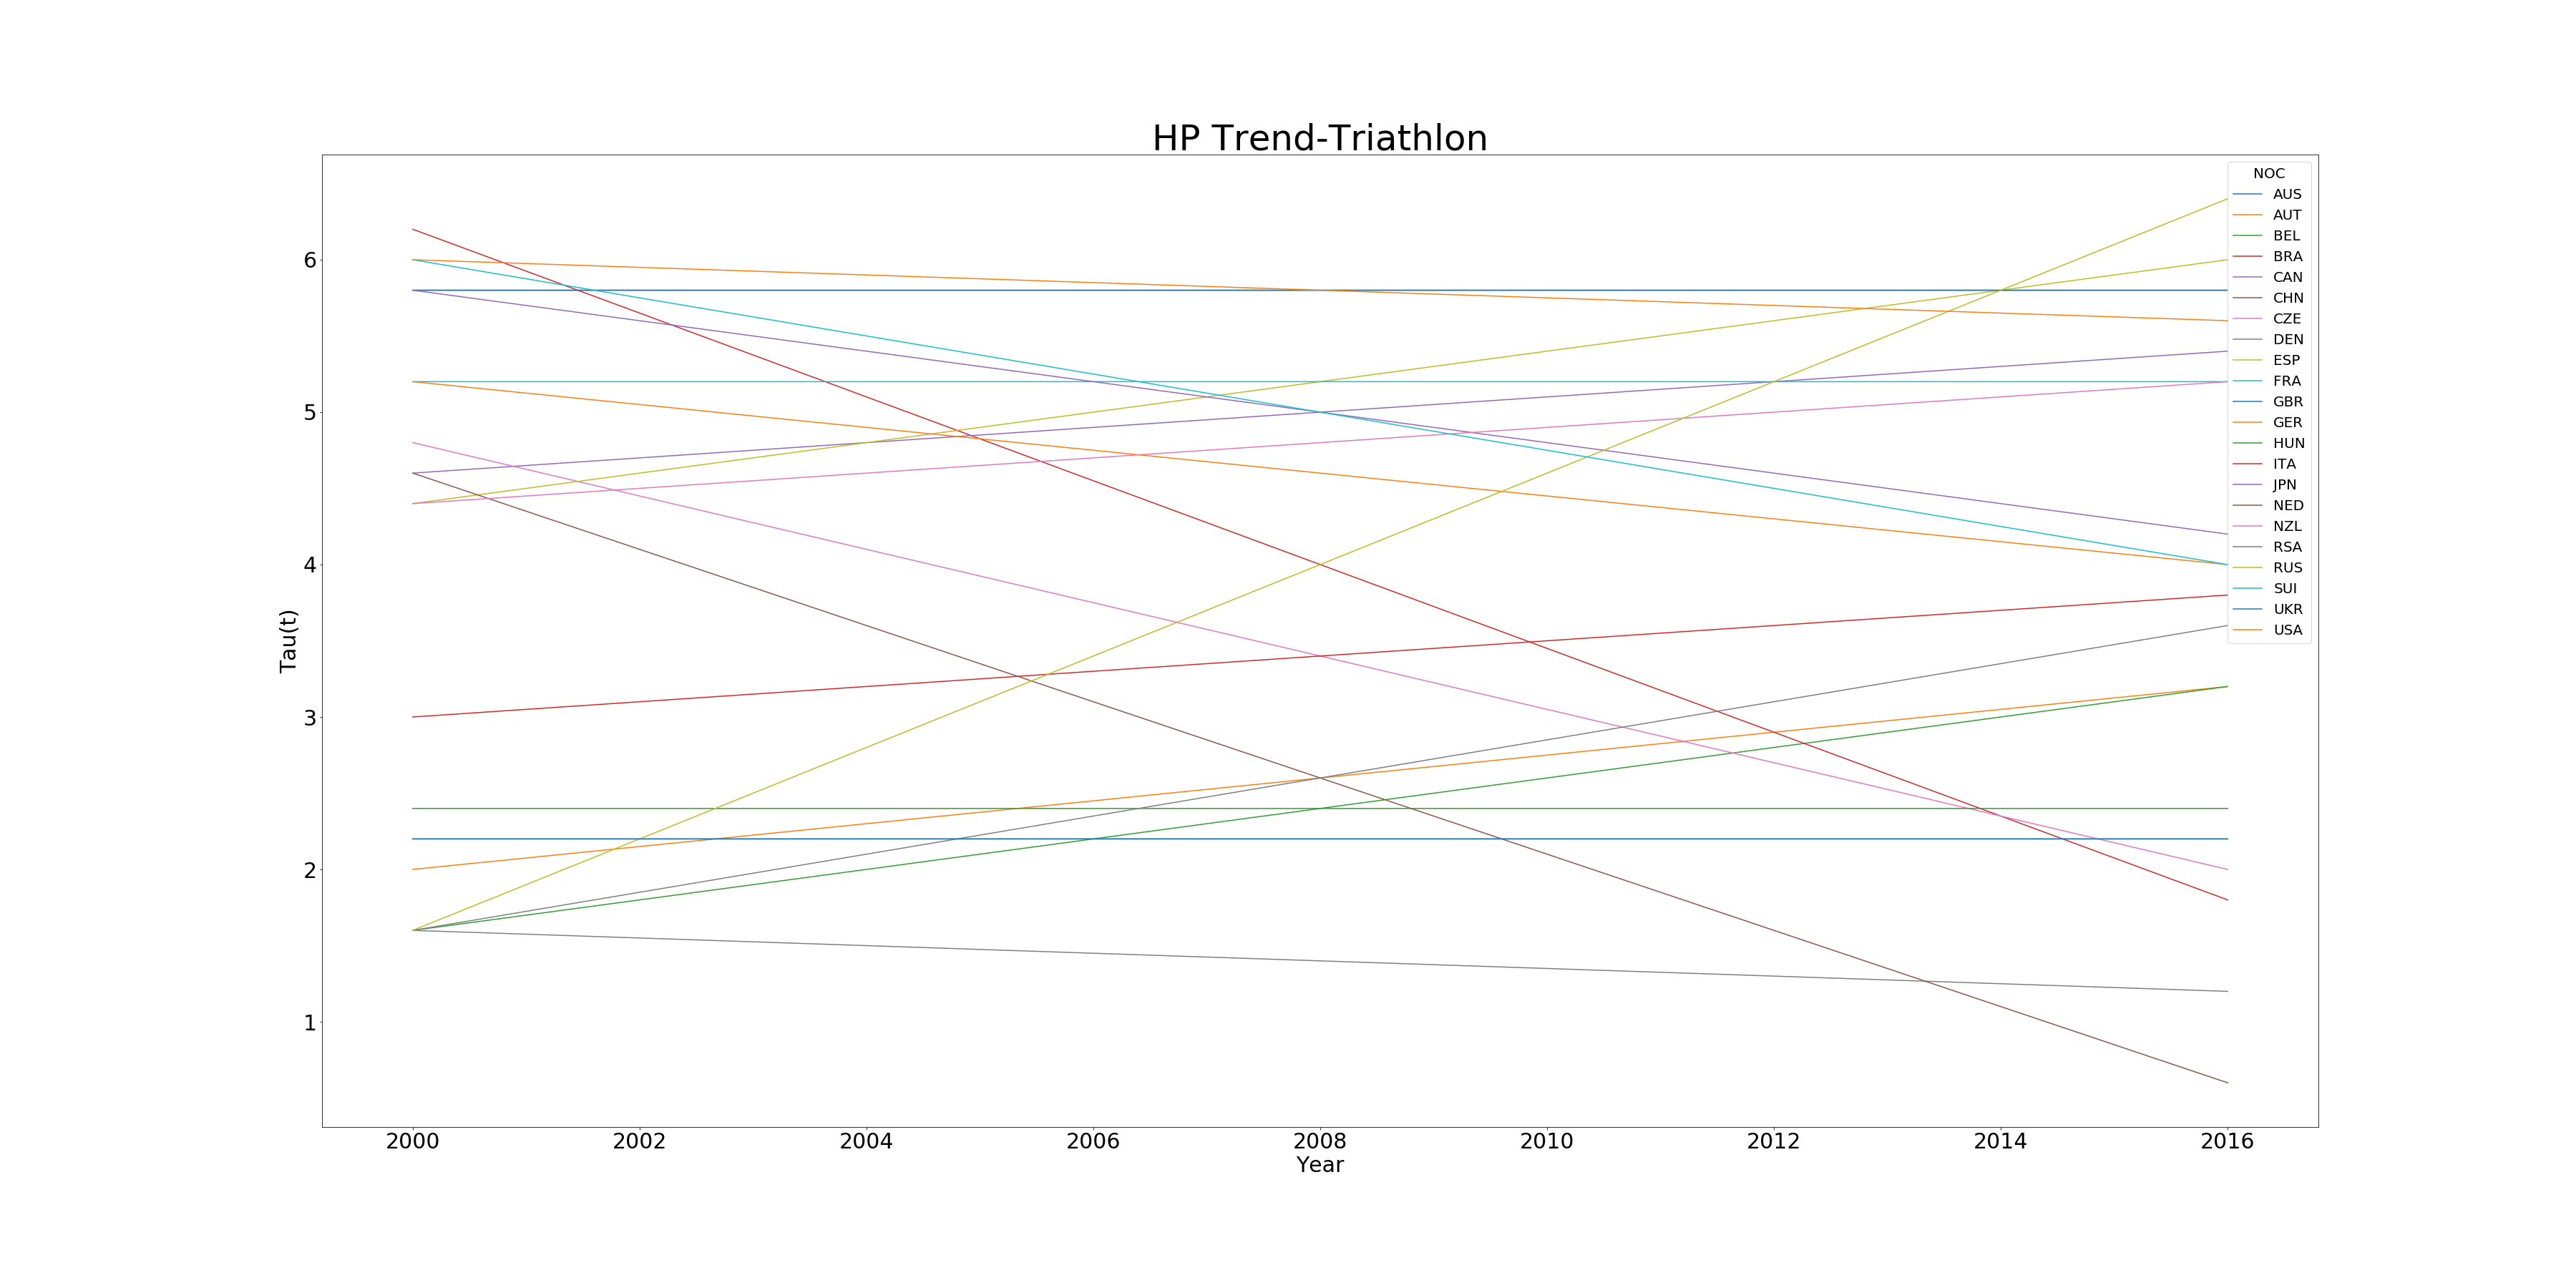 HP Trend-Triathlon
NOC
AUS
AUT
BEL
BRA
CAN
CHN
CZE
DEN
ESP
FRA
GBR
GER
HUN
ITA
JPN
NED
NZL
RSA
RUS
SUI
UKR
USA
6
5
4
3
2
1
Tau(t)
2000 2002 2004 2006 2008 2010 2012 2014 2016
Year